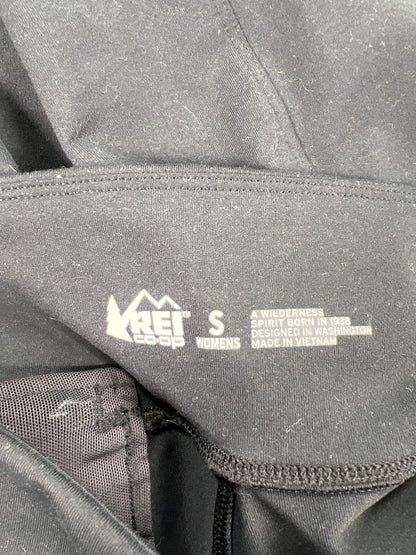 REI
CO·OP
S
WOMENS
A WILDERNESS
SPIRIT BORN IN 1938
DESIGNED IN WASHINGTON
MADE IN VIETNAM